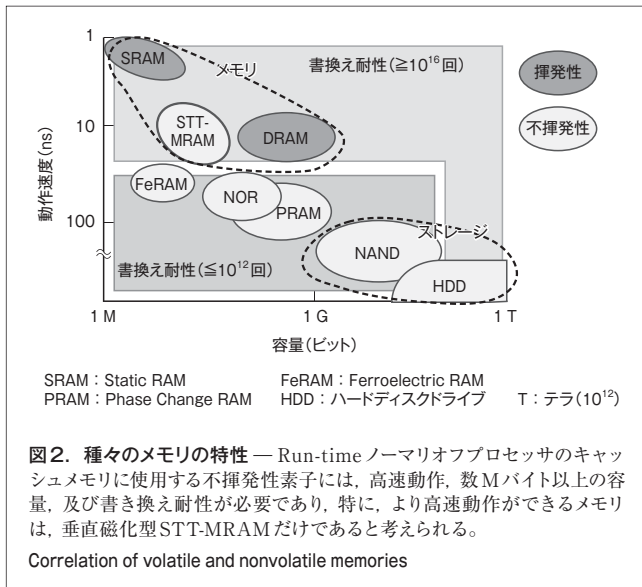 1
SRAM
メモリ
書換え耐性(≧10¹⁶回)
揮発性
不揮発性
動作速度(ns)
10
STT-
MRAM
DRAM
FeRAM
NOR
PRAM
100
ストレージ
NAND
書換え耐性(≦10¹²回)
HDD
1 M
1 G
1 T
容量(ビット)
SRAM:Static RAM
FeRAM:Ferroelectric RAM
PRAM:Phase Change RAM
HDD:ハードディスクドライブ
T:テラ(10¹²)
図2. 種々のメモリの特性 — Run-timeノーマリオフプロセッサのキャッ
シュメモリに使用する不揮発性素子には,高速動作,数Mバイト以上の容
量,及び書き換え耐性が必要であり,特に,より高速動作ができるメモリ
は,垂直磁化型STT-MRAMだけであると考えられる。
Correlation of volatile and nonvolatile memories